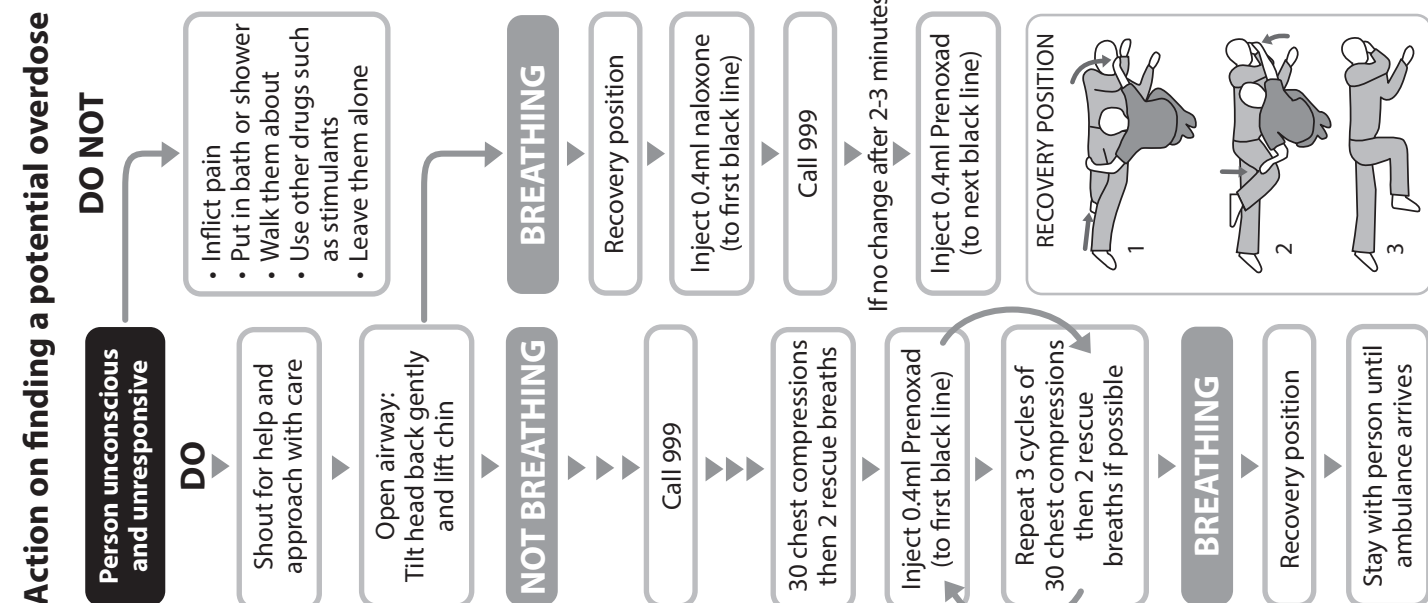 Action on finding a potential overdose
Person unconscious
and unresponsive
DO
Shout for help and
approach with care
Open airway:
Tilt head back gently
and lift chin
NOT BREATHING
Call 999
30 chest compressions
then 2 rescue breaths
Inject 0.4ml Prenoxad
(to first black line)
Repeat 3 cycles of
30 chest compressions
then 2 rescue
breaths if possible
BREATHING
Recovery position
Stay with person until
ambulance arrives
DO NOT
• Inflict pain
• Put in bath or shower
• Walk them about
• Use other drugs such
as stimulants
• Leave them alone
BREATHING
Recovery position
Inject 0.4ml naloxone
(to first black line)
Call 999
If no change after 2-3 minutes
Inject 0.4ml Prenoxad
(to next black line)
RECOVERY POSITION
1
2
3